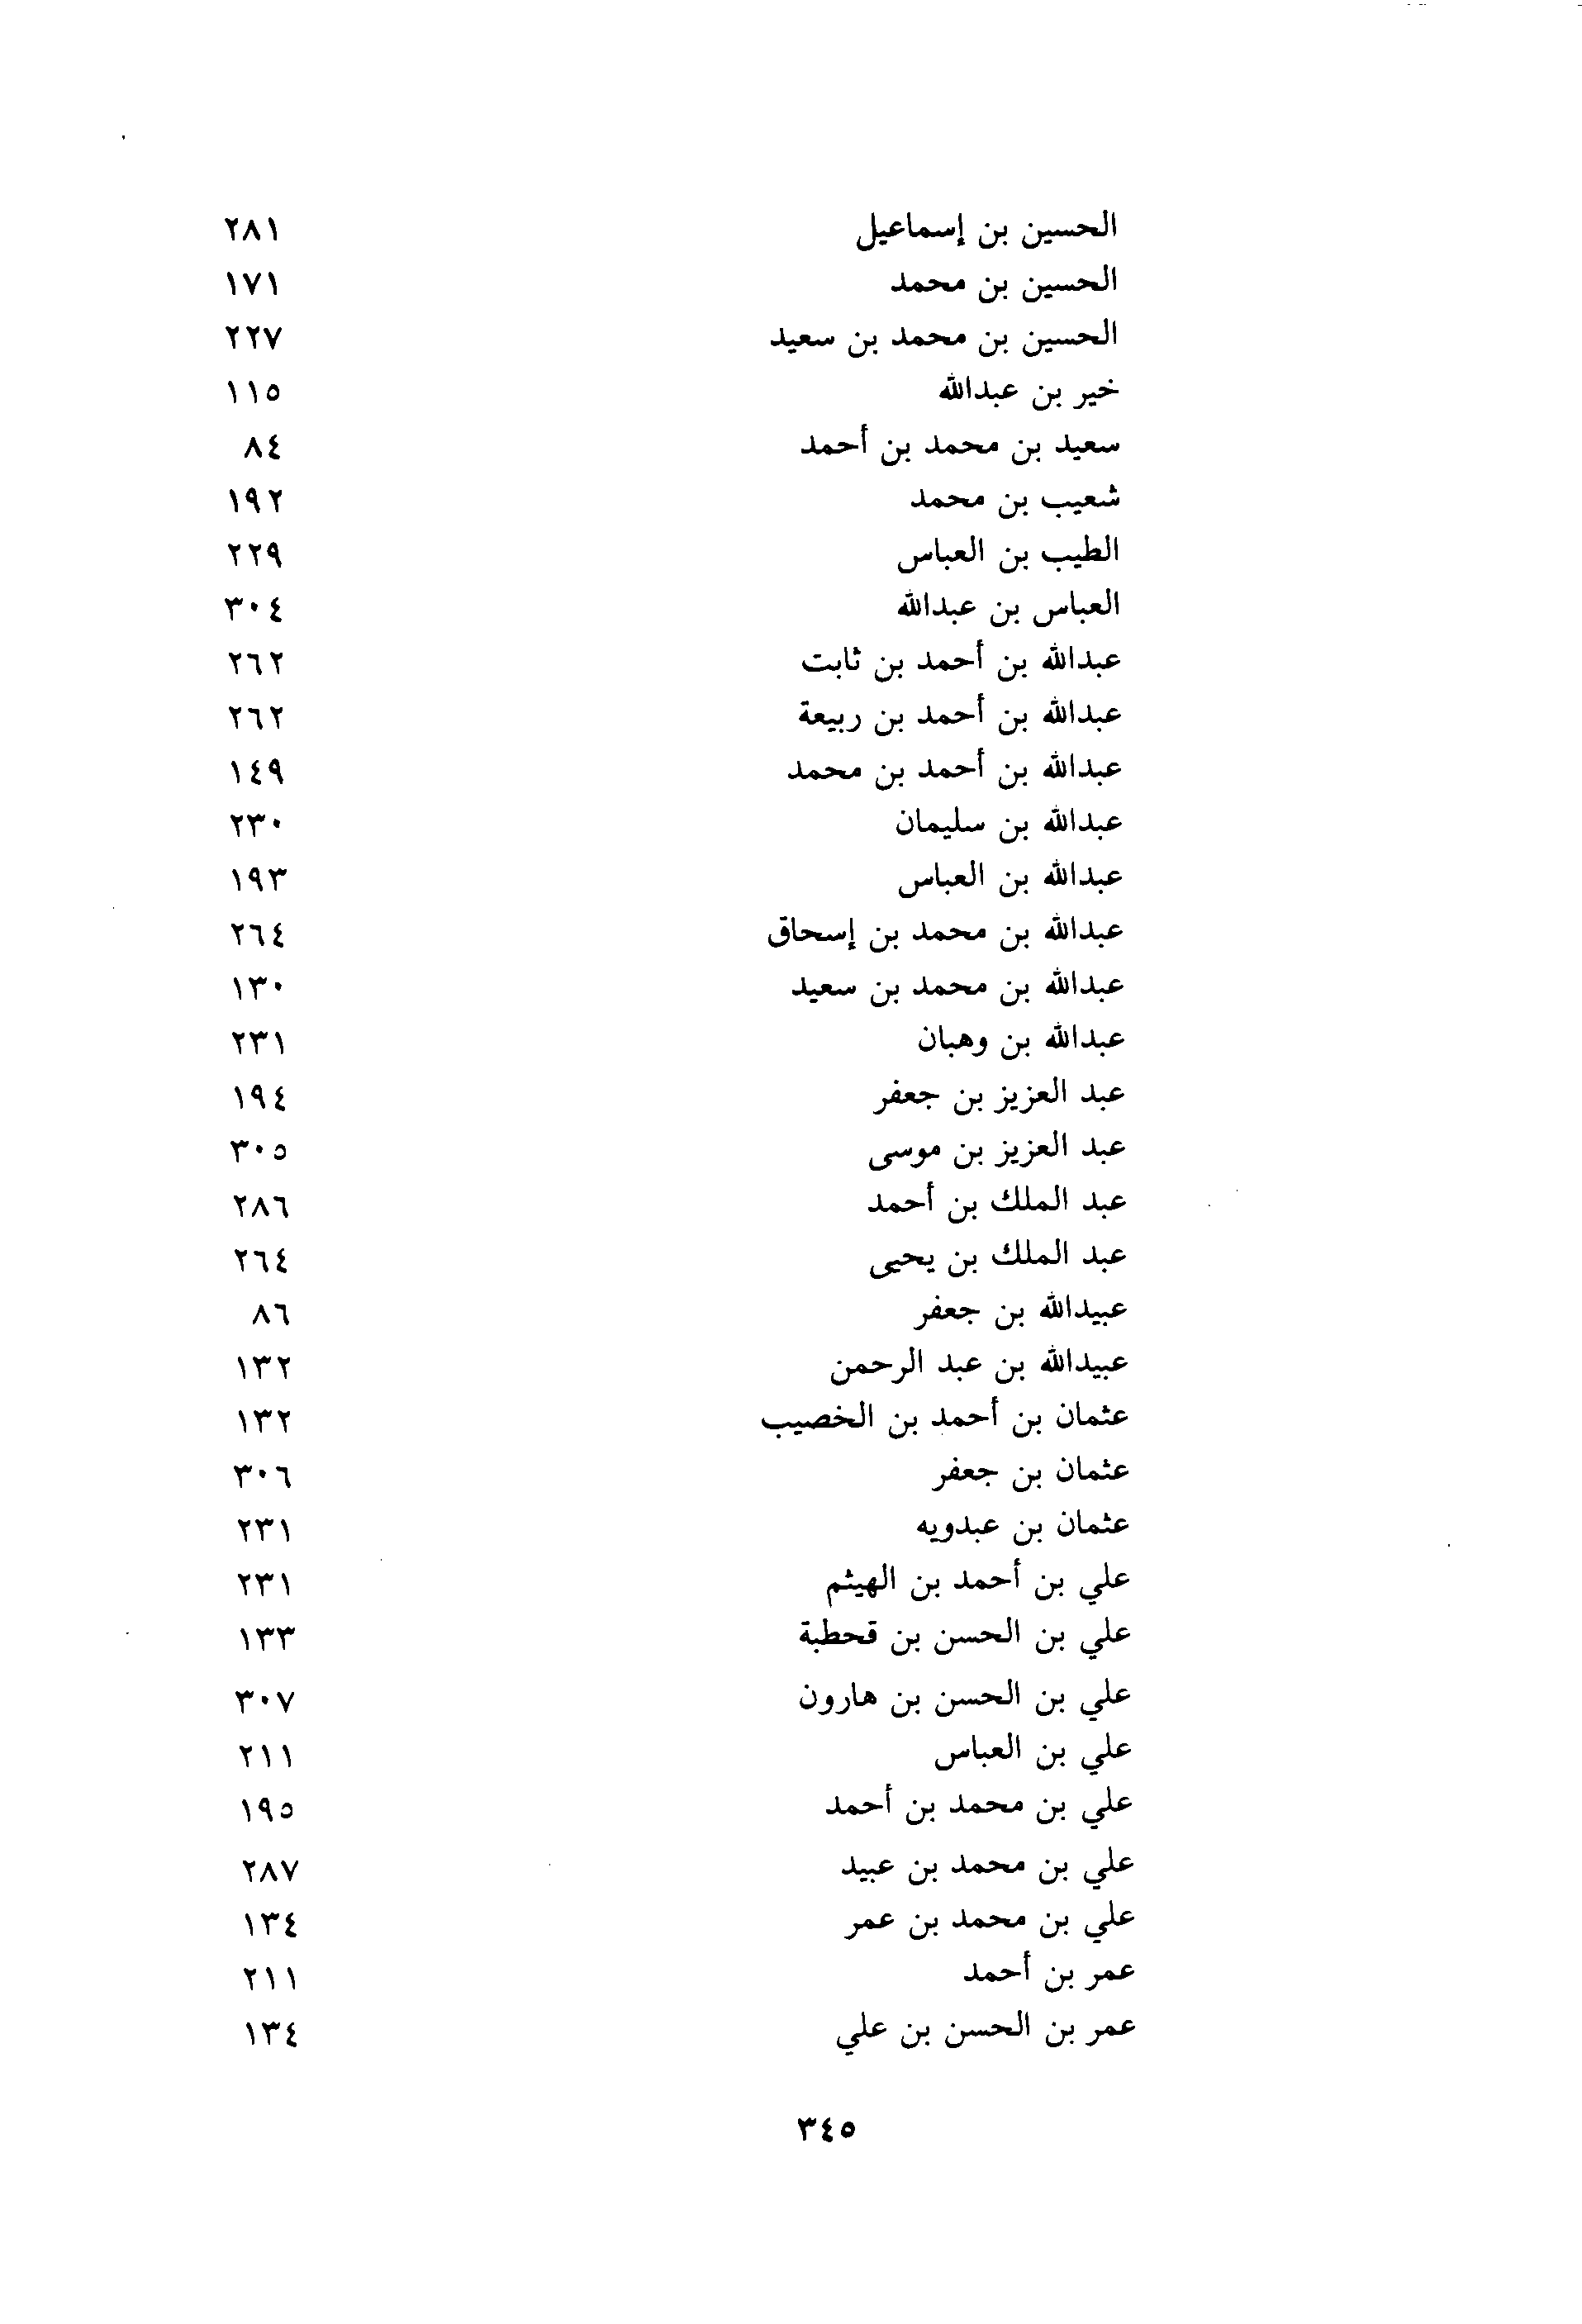 الحسين بن إسماعيل ٢٨١
الحسين بن محمد ١٧١
الحسين بن محمد بن سعيد ٢٢٧
خير بن عبدالله ١١٥
سعيد بن محمد بن أحمد ٨٤
شعيب بن محمد ١٩٢
الطيب بن العباس ٢٢٩
العباس بن عبدالله ٣٠٤
عبدالله بن أحمد بن ثابت ٢٦٢
عبدالله بن أحمد بن ربيعة ٢٦٢
عبدالله بن أحمد بن محمد ١٤٩
عبدالله بن سليمان ٢٣٠
عبدالله بن العباس ١٩٣
عبدالله بن محمد بن إسحاق ٢٦٤
عبدالله بن محمد بن سعيد ١٣٠
عبدالله بن وهبان ٢٣١
عبد العزيز بن جعفر ١٩٤
عبد العزيز بن موسى ٣٠٥
عبد الملك بن أحمد ٢٨٦
عبد الملك بن يحيى ٢٦٤
عبيدالله بن جعفر ٨٦
عبيدالله بن عبد الرحمن ١٣٢
عثمان بن أحمد بن الخصيب ١٣٢
عثمان بن جعفر ٣٠٦
عثمان بن عبدويه ٢٣١
علي بن أحمد بن الهيثم ٢٣١
علي بن الحسن بن قحطبة ١٣٣
علي بن الحسن بن هارون ٣٠٧
علي بن العباس ٢١١
علي بن محمد بن أحمد ١٩٥
علي بن محمد بن عبيد ٢٨٧
علي بن محمد بن عمر ١٣٤
عمر بن أحمد ٢١١
عمر بن الحسن بن علي ١٣٤
٣٤٥